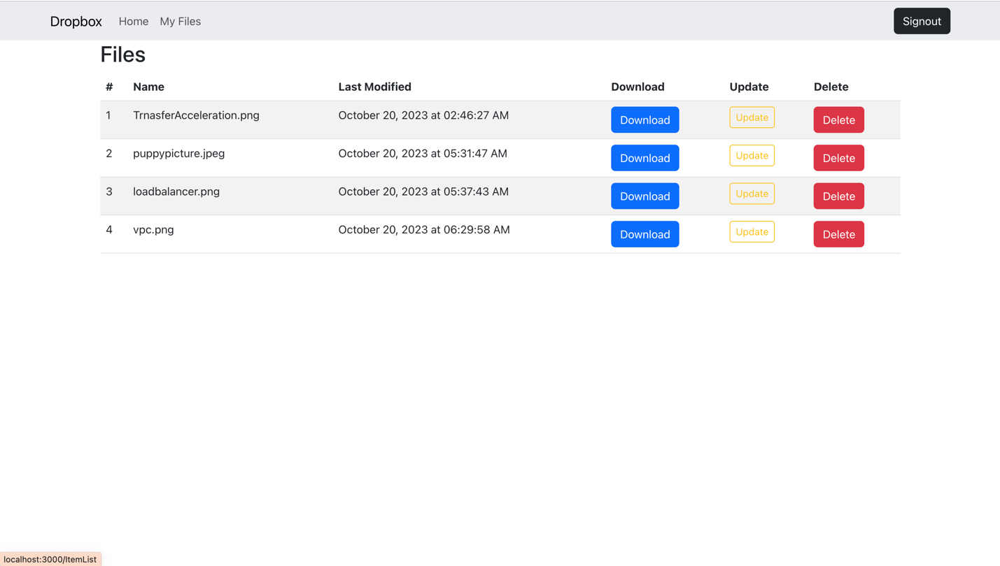 Dropbox Home My Files Signout
Files
# Name Last Modified Download Update Delete
1 TrnasferAcceleration.png October 20, 2023 at 02:46:27 AM Download Update Delete
2 puppypicture.jpeg October 20, 2023 at 05:31:47 AM Download Update Delete
3 loadbalancer.png October 20, 2023 at 05:37:43 AM Download Update Delete
4 vpc.png October 20, 2023 at 06:29:58 AM Download Update Delete
localhost:3000/ItemList